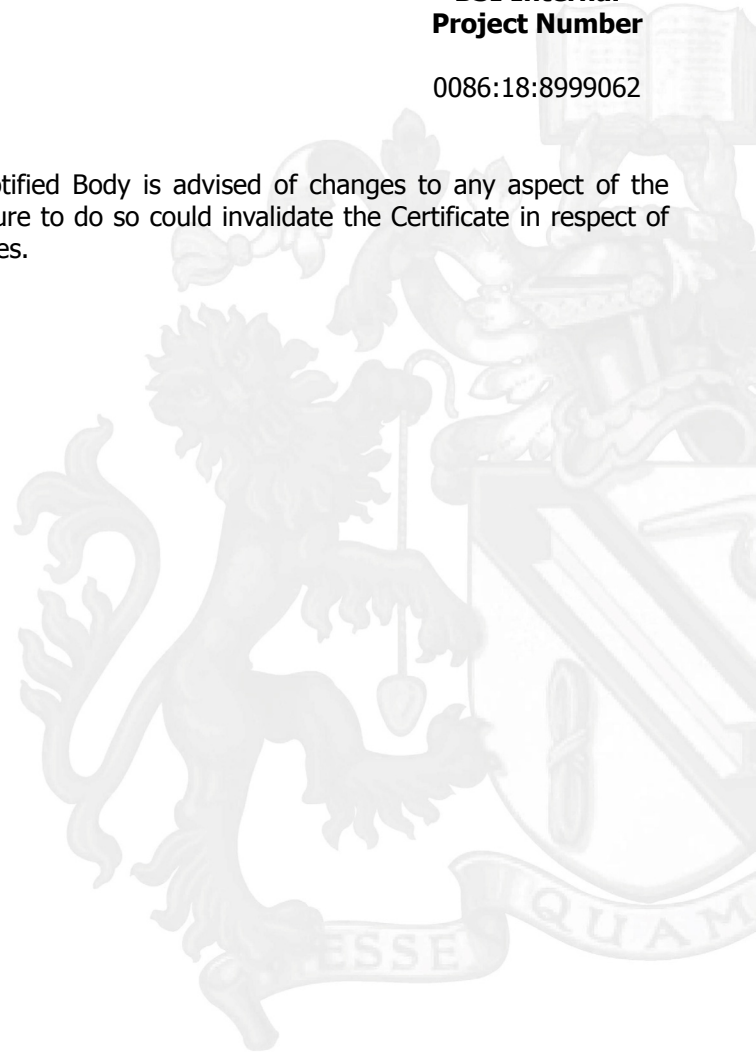 Project Number
0086:18:8999062
otified Body is advised of changes to any aspect of the
ure to do so could invalidate the Certificate in respect of
es.
ESSE
QUAM